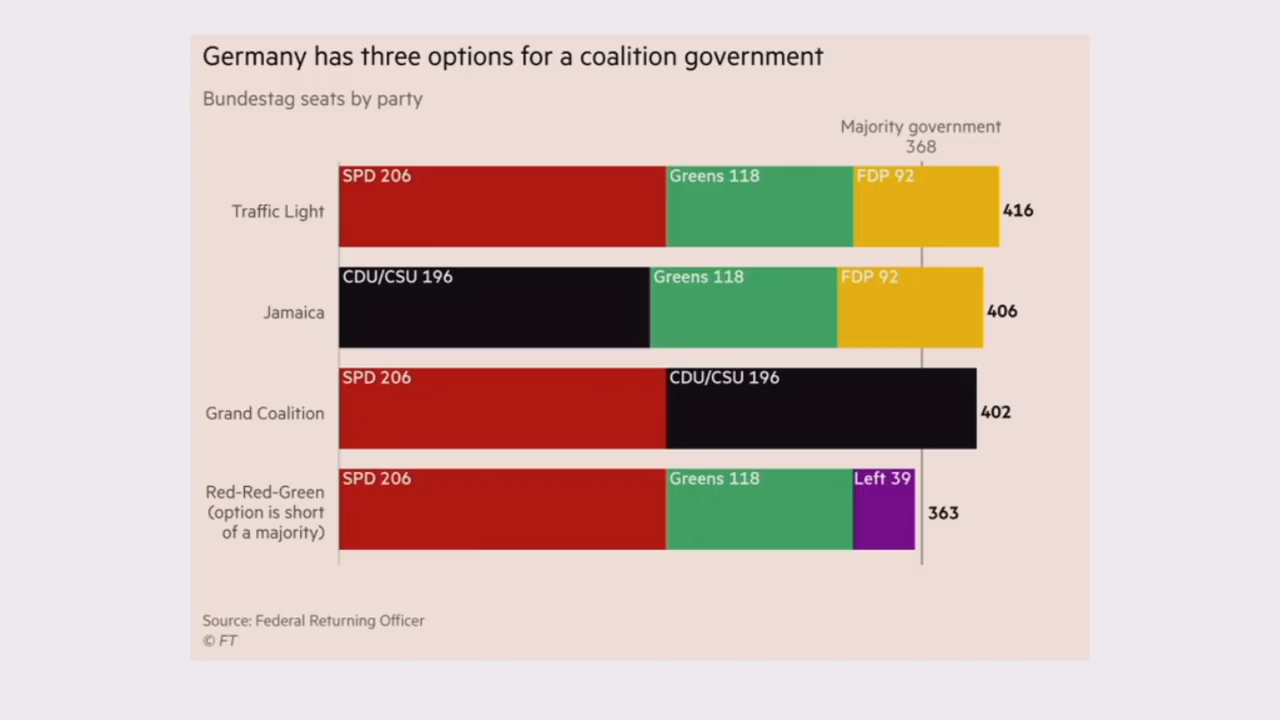 Germany has three options for a coalition government
Bundestag seats by party
Majority government
368
Traffic Light
SPD 206
Greens 118
FDP 92
416
Jamaica
CDU/CSU 196
Greens 118
FDP 92
406
Grand Coalition
SPD 206
CDU/CSU 196
402
Red-Red-Green
(option is short
of a majority)
SPD 206
Greens 118
Left 39
363
Source: Federal Returning Officer
© FT